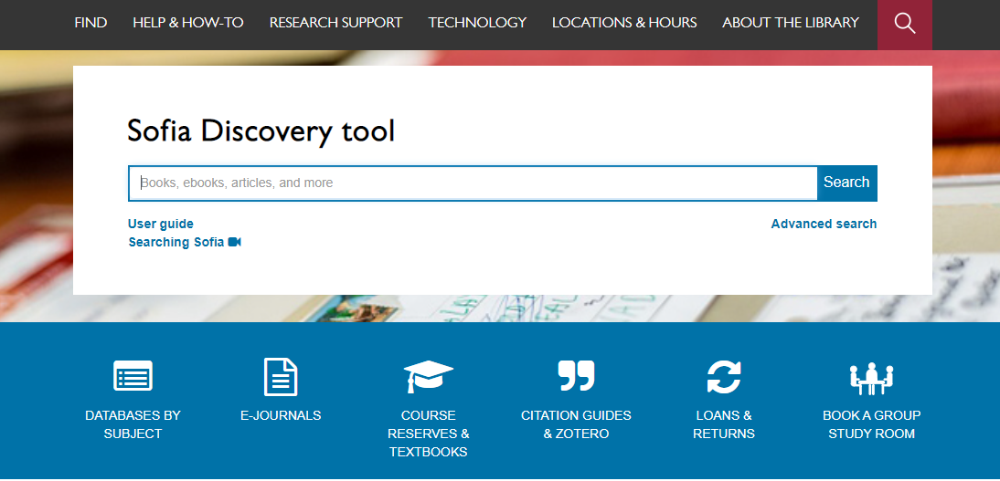 FIND HELP & HOW-TO RESEARCH SUPPORT TECHNOLOGY LOCATIONS & HOURS ABOUT THE LIBRARY
Sofia Discovery tool
Books, ebooks, articles, and more Search
User guide Advanced search
Searching Sofia
DATABASES BY
SUBJECT
E-JOURNALS
COURSE
RESERVES &
TEXTBOOKS
CITATION GUIDES
& ZOTERO
LOANS &
RETURNS
BOOK A GROUP
STUDY ROOM